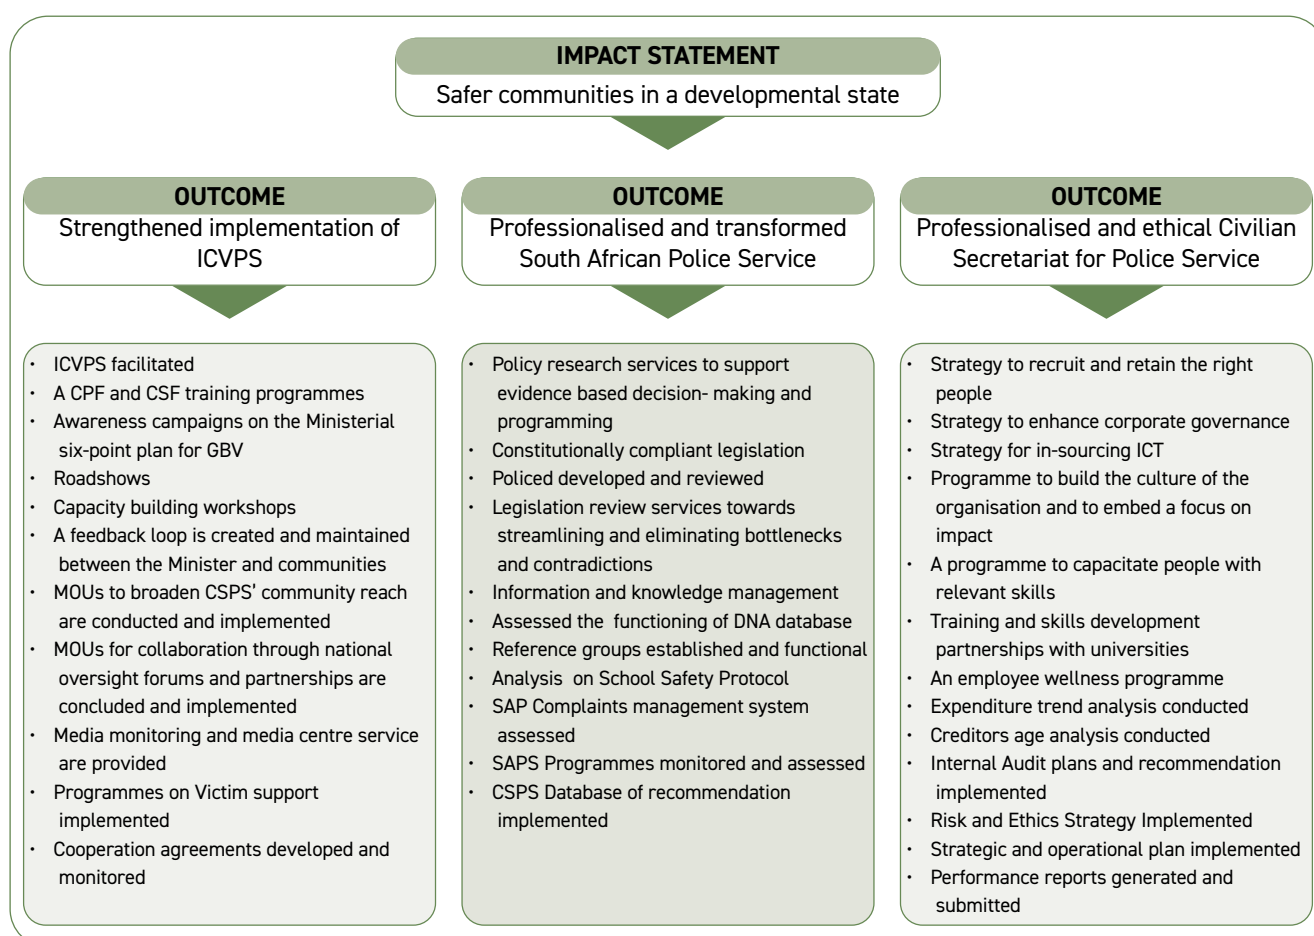 IMPACT STATEMENT
Safer communities in a developmental state
OUTCOME
Strengthened implementation of
ICVPS
· ICVPS facilitated
· A CPF and CSF training programmes
· Awareness campaigns on the Ministerial
six-point plan for GBV
· Roadshows
· Capacity building workshops
· A feedback loop is created and maintained
between the Minister and communities
· MOUs to broaden CSPS’ community reach
are conducted and implemented
· MOUs for collaboration through national
oversight forums and partnerships are
concluded and implemented
· Media monitoring and media centre service
are provided
· Programmes on Victim support
implemented
· Cooperation agreements developed and
monitored
OUTCOME
Professionalised and transformed
South African Police Service
· Policy research services to support
evidence based decision- making and
programming
· Constitutionally compliant legislation
· Policed developed and reviewed
· Legislation review services towards
streamlining and eliminating bottlenecks
and contradictions
· Information and knowledge management
· Assessed the functioning of DNA database
· Reference groups established and functional
· Analysis on School Safety Protocol
· SAP Complaints management system
assessed
· SAPS Programmes monitored and assessed
· CSPS Database of recommendation
implemented
OUTCOME
Professionalised and ethical Civilian
Secretariat for Police Service
· Strategy to recruit and retain the right
people
· Strategy to enhance corporate governance
· Strategy for in-sourcing ICT
· Programme to build the culture of the
organisation and to embed a focus on
impact
· A programme to capacitate people with
relevant skills
· Training and skills development
partnerships with universities
· An employee wellness programme
· Expenditure trend analysis conducted
· Creditors age analysis conducted
· Internal Audit plans and recommendation
implemented
· Risk and Ethics Strategy Implemented
· Strategic and operational plan implemented
· Performance reports generated and
submitted